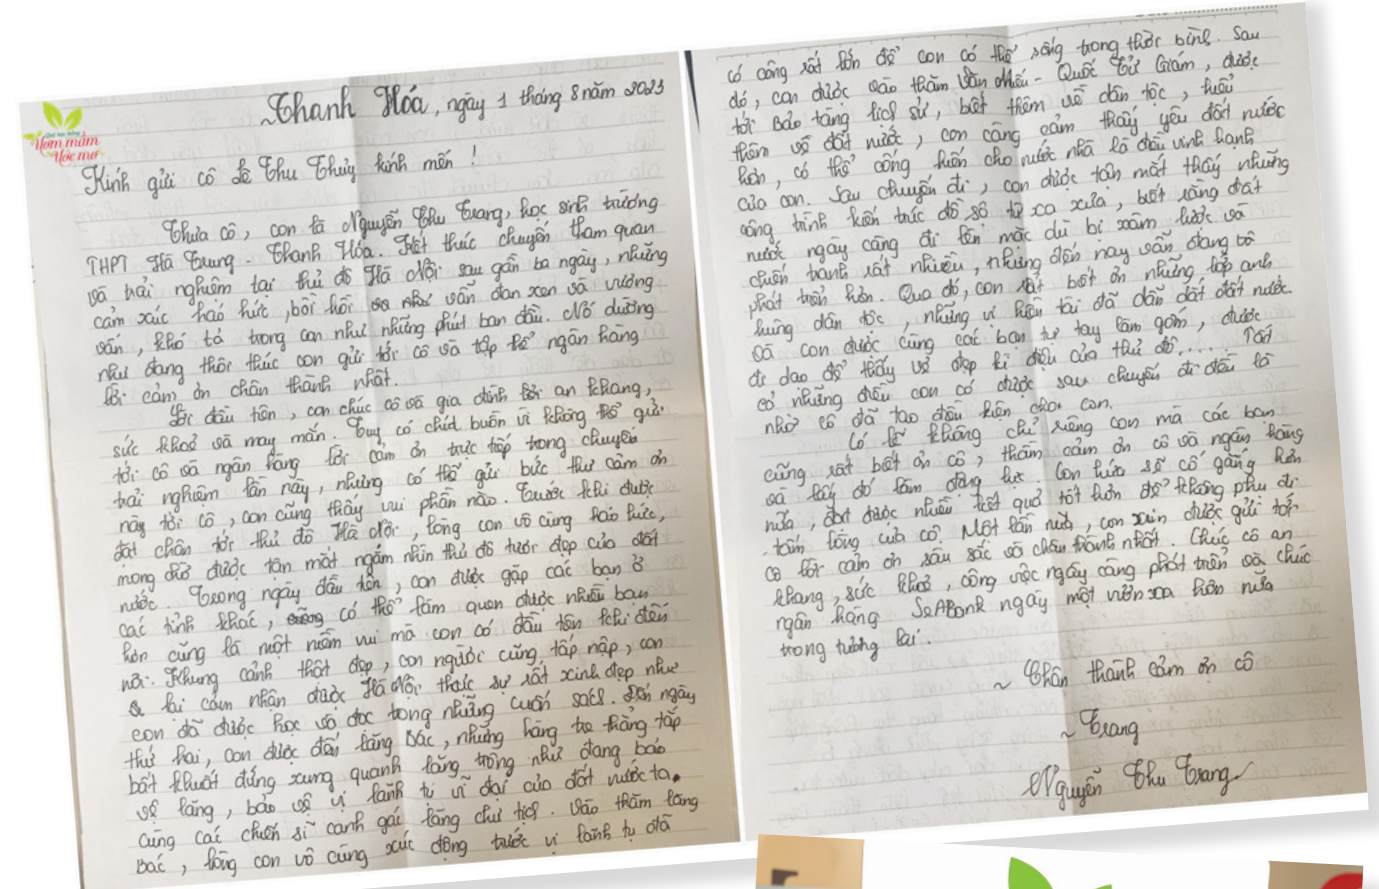 Quỹ học bổng
Ươm mầm
Ước mơ
Thanh Hóa, ngày 1 tháng 8 năm 2023
Kính gửi cô Lê Thu Thủy kính mến !
Thưa cô, con là Nguyễn Thu Trang, học sinh trường
THPT Hà Trung - Thanh Hóa. Kết thúc chuyến tham quan
và trải nghiệm tại thủ đô Hà Nội sau gần ba ngày, những
cảm xúc háo hức, bồi hồi vẫn đan xen và vương
vấn, khó tả trong con như những phút ban đầu. Nó dường
như đang thôi thúc con gửi tới cô và tập thể ngân hàng
lời cảm ơn chân thành nhất.
Lời đầu tiên, con chúc cô và gia đình lời an khang,
sức khoẻ và may mắn. Tuy có chút buồn vì không thể gửi
tới cô và ngân hàng lời cảm ơn trực tiếp trong chuyến
trải nghiệm lần này, nhưng có thể gửi bức thư cảm ơn
này tới cô, con cũng thấy vui phần nào. Trước khi được
đặt chân tới thủ đô Hà Nội, lòng con vô cùng háo hức,
mong chờ được tận mắt ngắm nhìn thủ đô tươi đẹp của đất
nước. Trong ngày đầu tiên, con được gặp các bạn ở
các tỉnh khác, có thể làm quen được nhiều bạn
hơn cũng là một niềm vui mà con có đầu tiên khi đến
nơi. Khung cảnh thật đẹp, con người cũng tấp nập, con
lại cảm nhận được Hà Nội thực sự rất xinh đẹp như
con đã được học và đọc trong những cuốn sách. Đến ngày
thứ hai, con được đến lăng Bác, những hàng tre thẳng tắp
bất khuất đứng xung quanh lăng trông như đang bảo
vệ lăng, bảo vệ vị lãnh tụ vĩ đại của đất nước ta.
Cùng các chiến sĩ canh gác lăng chủ tịch. Vào thăm lăng
Bác, lòng con vô cùng xúc động trước vị lãnh tụ đã
có công rất lớn để con có thể sống trong thời bình. Sau
đó, con được vào thăm Văn Miếu - Quốc Tử Giám, được
tới bảo tàng lịch sử, biết thêm về dân tộc, hiểu
thêm về đất nước, con càng cảm thấy yêu đất nước
hơn, có thể cống hiến cho nước nhà là điều vinh hạnh
của con. Sau chuyến đi, con được tận mắt thấy những
công trình kiến trúc đồ sộ từ xa xưa, biết rằng đất
nước ngày càng đi lên mặc dù bị xâm lược và
chiến tranh rất nhiều, nhưng đến nay vẫn đang
phát triển hơn. Qua đó, con rất biết ơn những anh
hùng dân tộc, những vị hiền tài đã dẫn dắt đất nước.
Và con được cùng các bạn tự tay làm gốm, được
đi dạo để thấy vẻ đẹp kì diệu của thủ đô,.... Tất
cả những điều con có được sau chuyến đi đều là
nhờ cô đã tạo điều kiện cho con.
Có lẽ không chỉ riêng con mà các bạn
cũng rất biết ơn cô, thầm cảm ơn cô và ngân hàng
và lấy đó làm động lực. Con hứa sẽ cố gắng hơn
nữa, đạt được nhiều kết quả tốt hơn để không phụ đi
tấm lòng của cô. Một lần nữa, con xin được gửi tới
cô lời cảm ơn sâu sắc và chân thành nhất. Chúc cô an
khang, sức khoẻ, công việc ngày càng phát triển và chúc
ngân hàng SeABank ngày một vươn xa hơn nữa
trong tương lai.
~ Chân thành cảm ơn cô
~ Trang
Nguyễn Thu Trang